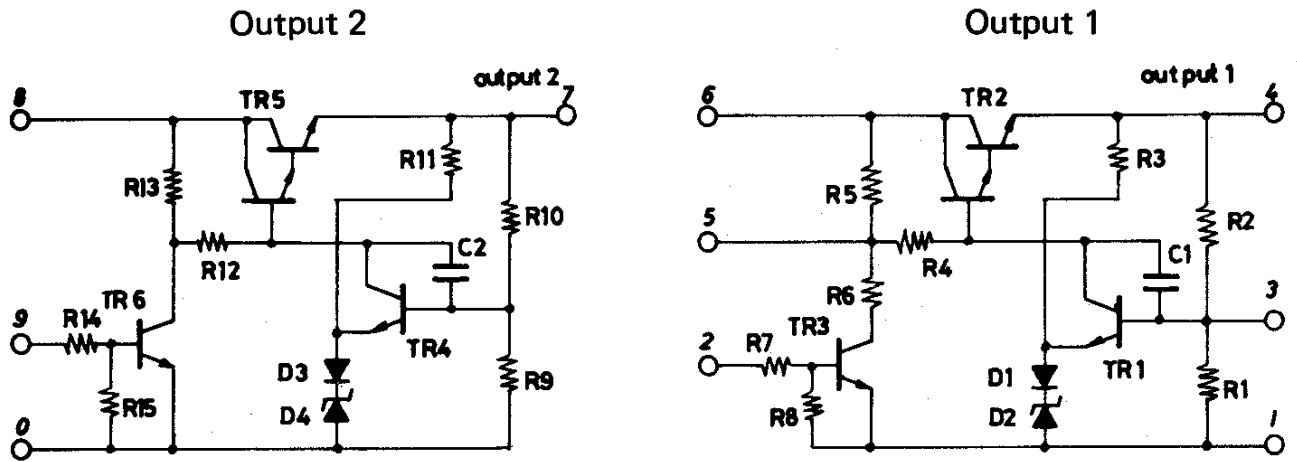 Output 2
Output 1
output 2
output 1
8
TR5
7
6
TR2
4
R11
R3
R13
R5
R10
R2
5
C2
C1
R12
R4
3
TR6
R6
9
R14
TR3
TR4
2
R7
TR1
D3
D1
R9
R1
R15
D4
R8
D2
0
1